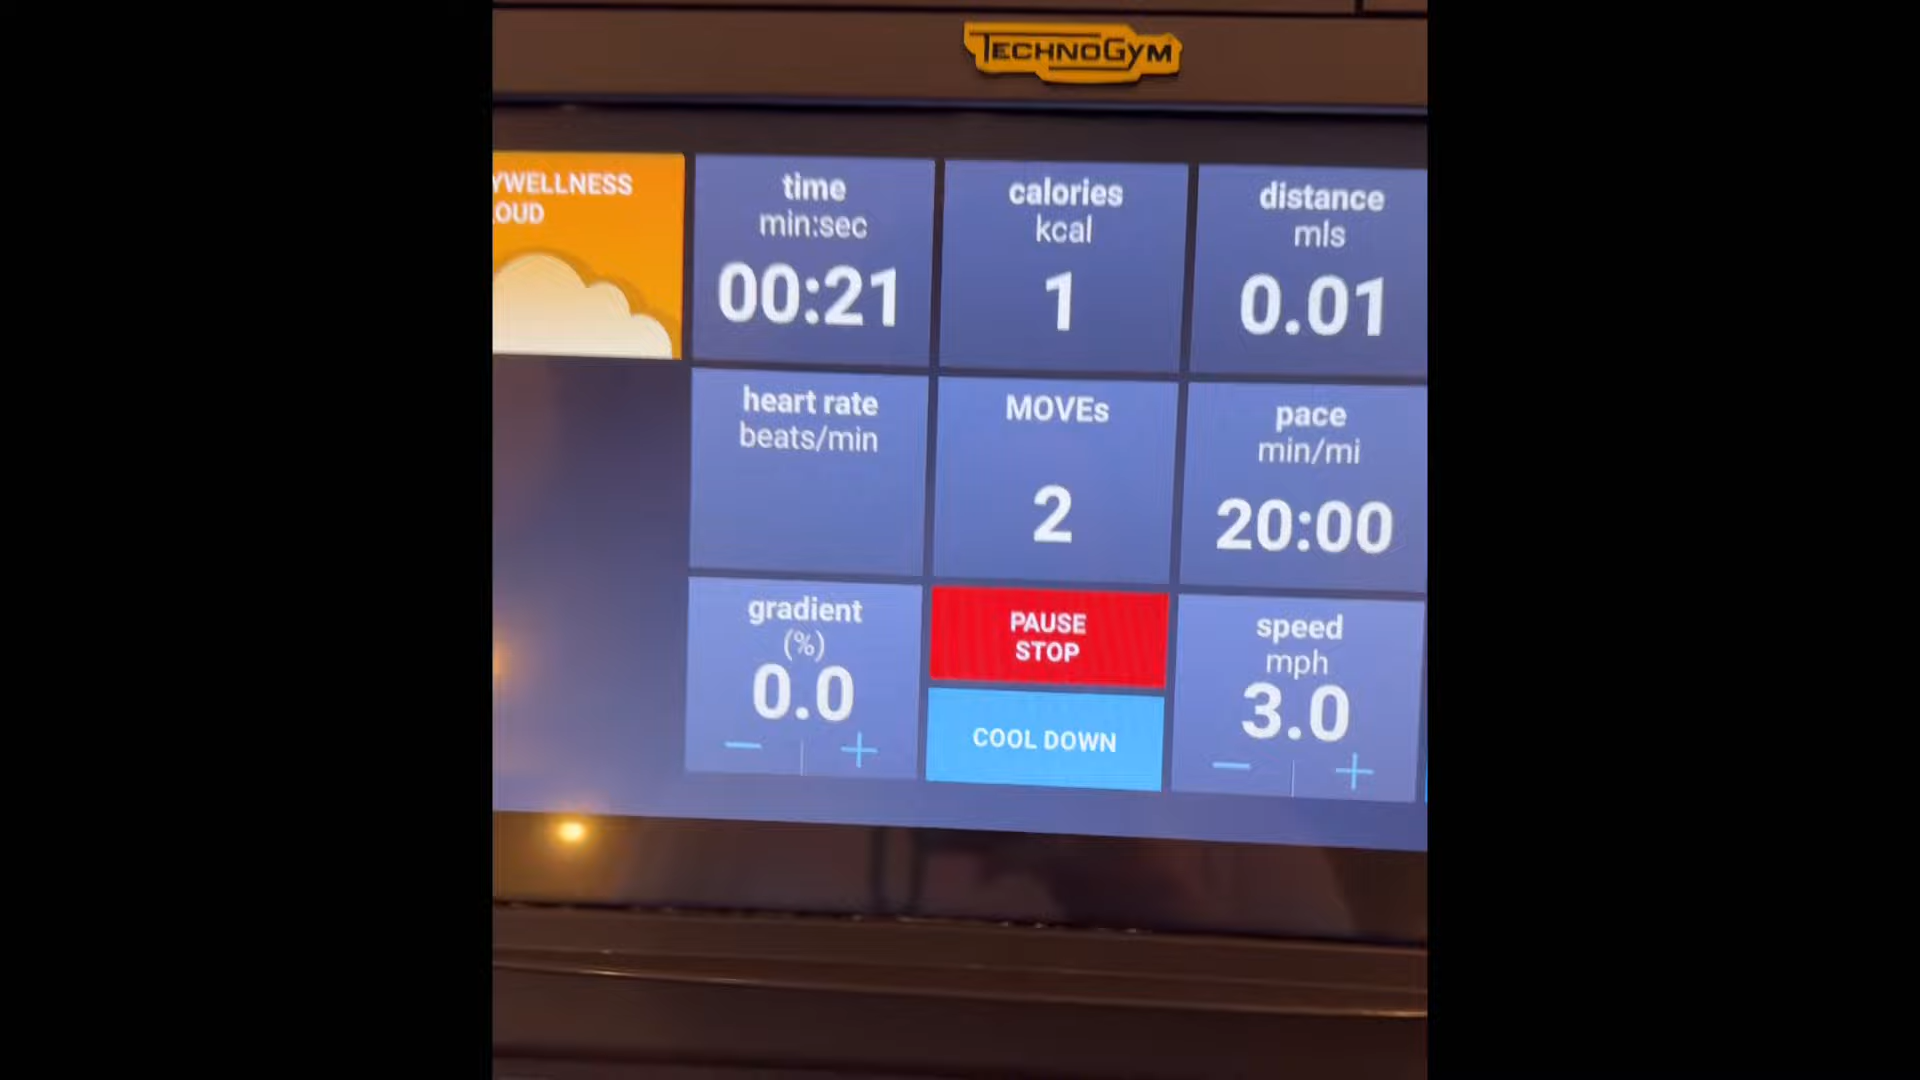 TECHNOGYM
YWELLNESS
OUD
time
min:sec
00:21
calories
kcal
1
distance
mls
0.01
heart rate
beats/min
MOVEs
2
pace
min/mi
20:00
gradient
(%)
0.0
− +
PAUSE
STOP
COOL DOWN
speed
mph
3.0
− +